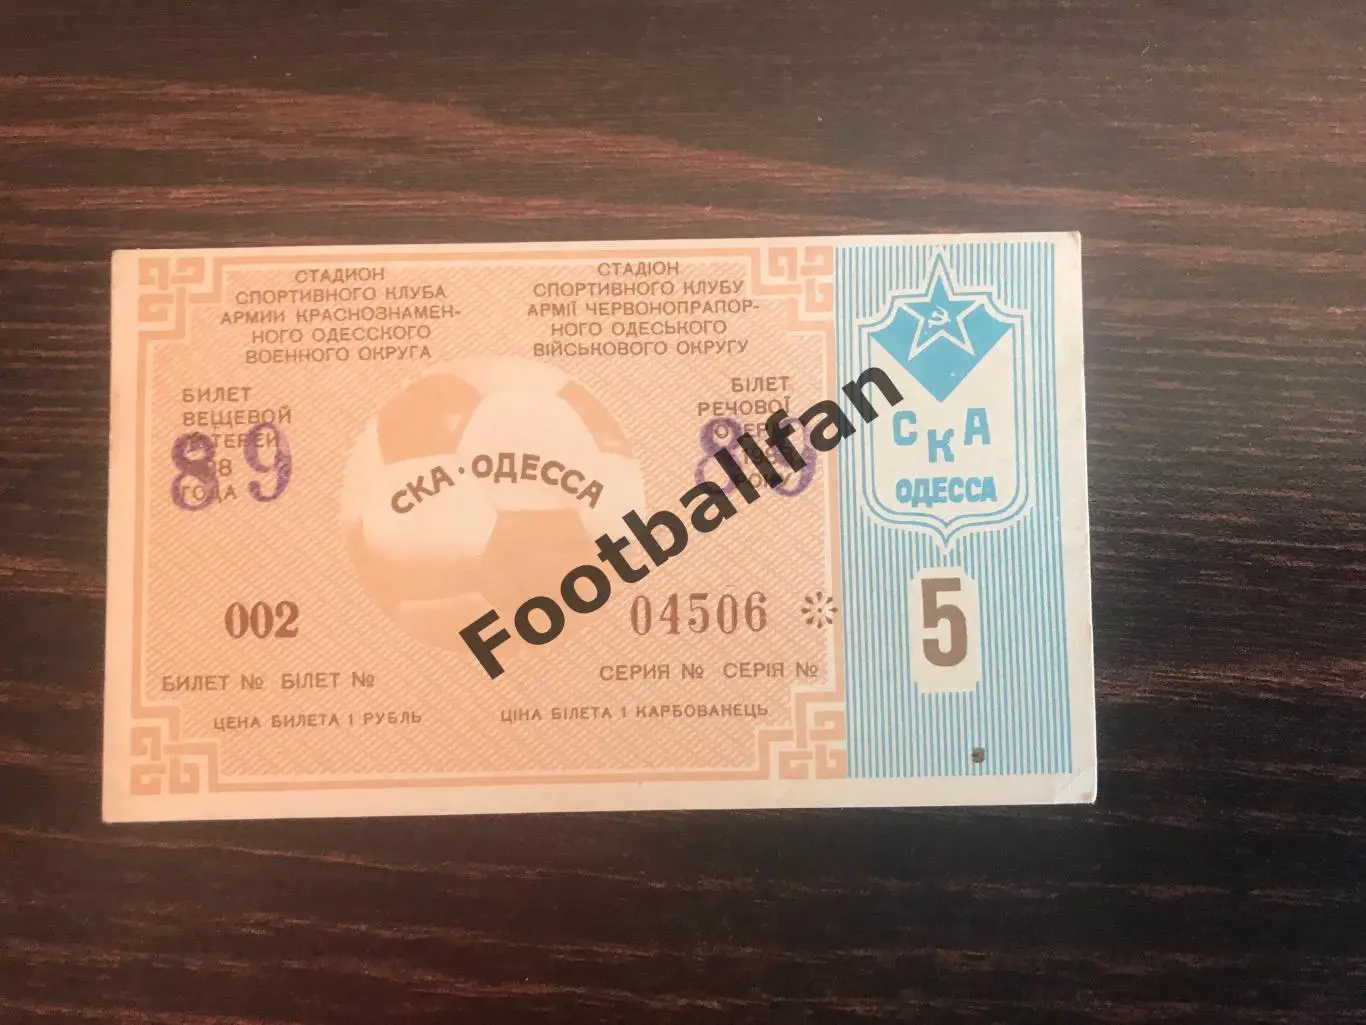 СТАДИОН
СПОРТИВНОГО КЛУБА
АРМИИ КРАСНОЗНАМЕН-
НОГО ОДЕССКОГО
ВОЕННОГО ОКРУГА
СТАДІОН
СПОРТИВНОГО КЛУБУ
АРМІЇ ЧЕРВОНОПРАПОР-
НОГО ОДЕСЬКОГО
ВІЙСЬКОВОГО ОКРУГУ
БИЛЕТ
ВЕЩЕВОЙ
ГОДА
89
БІЛЕТ
РЕЧОВОЇ
СКА · ОДЕССА
002
04506
БИЛЕТ № БІЛЕТ №
СЕРИЯ № СЕРІЯ №
ЦЕНА БИЛЕТА 1 РУБЛЬ
ЦІНА БІЛЕТА 1 КАРБОВАНЕЦЬ
СКА
ОДЕССА
5
Footballfan